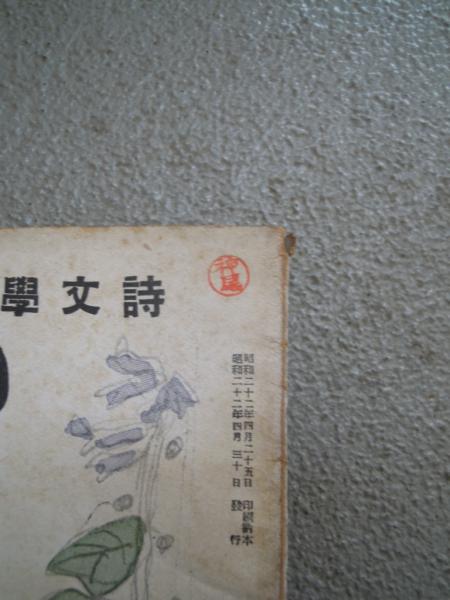 詩文學
昭和二十二年四月二十五日 印刷納本
昭和二十二年四月三十日 發行